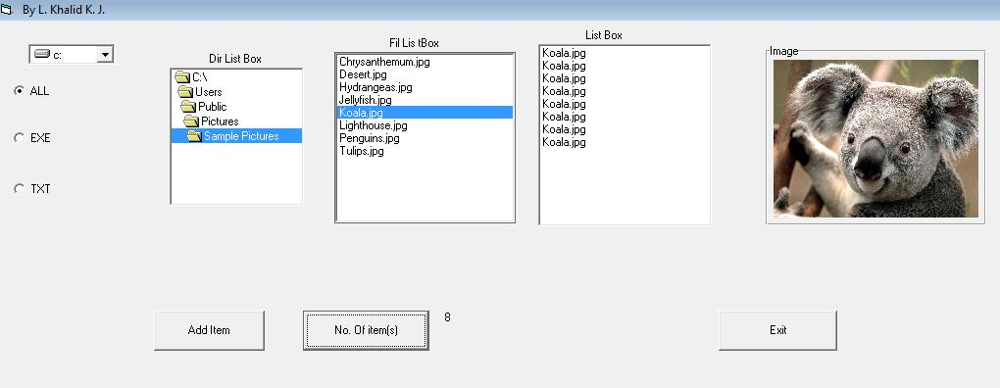 By L. Khalid K. J.
c:
ALL
EXE
TXT
Dir List Box
C:\
Users
Public
Pictures
Sample Pictures
Fil Lis tBox
Chrysanthemum.jpg
Desert.jpg
Hydrangeas.jpg
Jellyfish.jpg
Koala.jpg
Lighthouse.jpg
Penguins.jpg
Tulips.jpg
List Box
Koala.jpg
Koala.jpg
Koala.jpg
Koala.jpg
Koala.jpg
Koala.jpg
Koala.jpg
Koala.jpg
Image
Add Item
No. Of item(s)
8
Exit